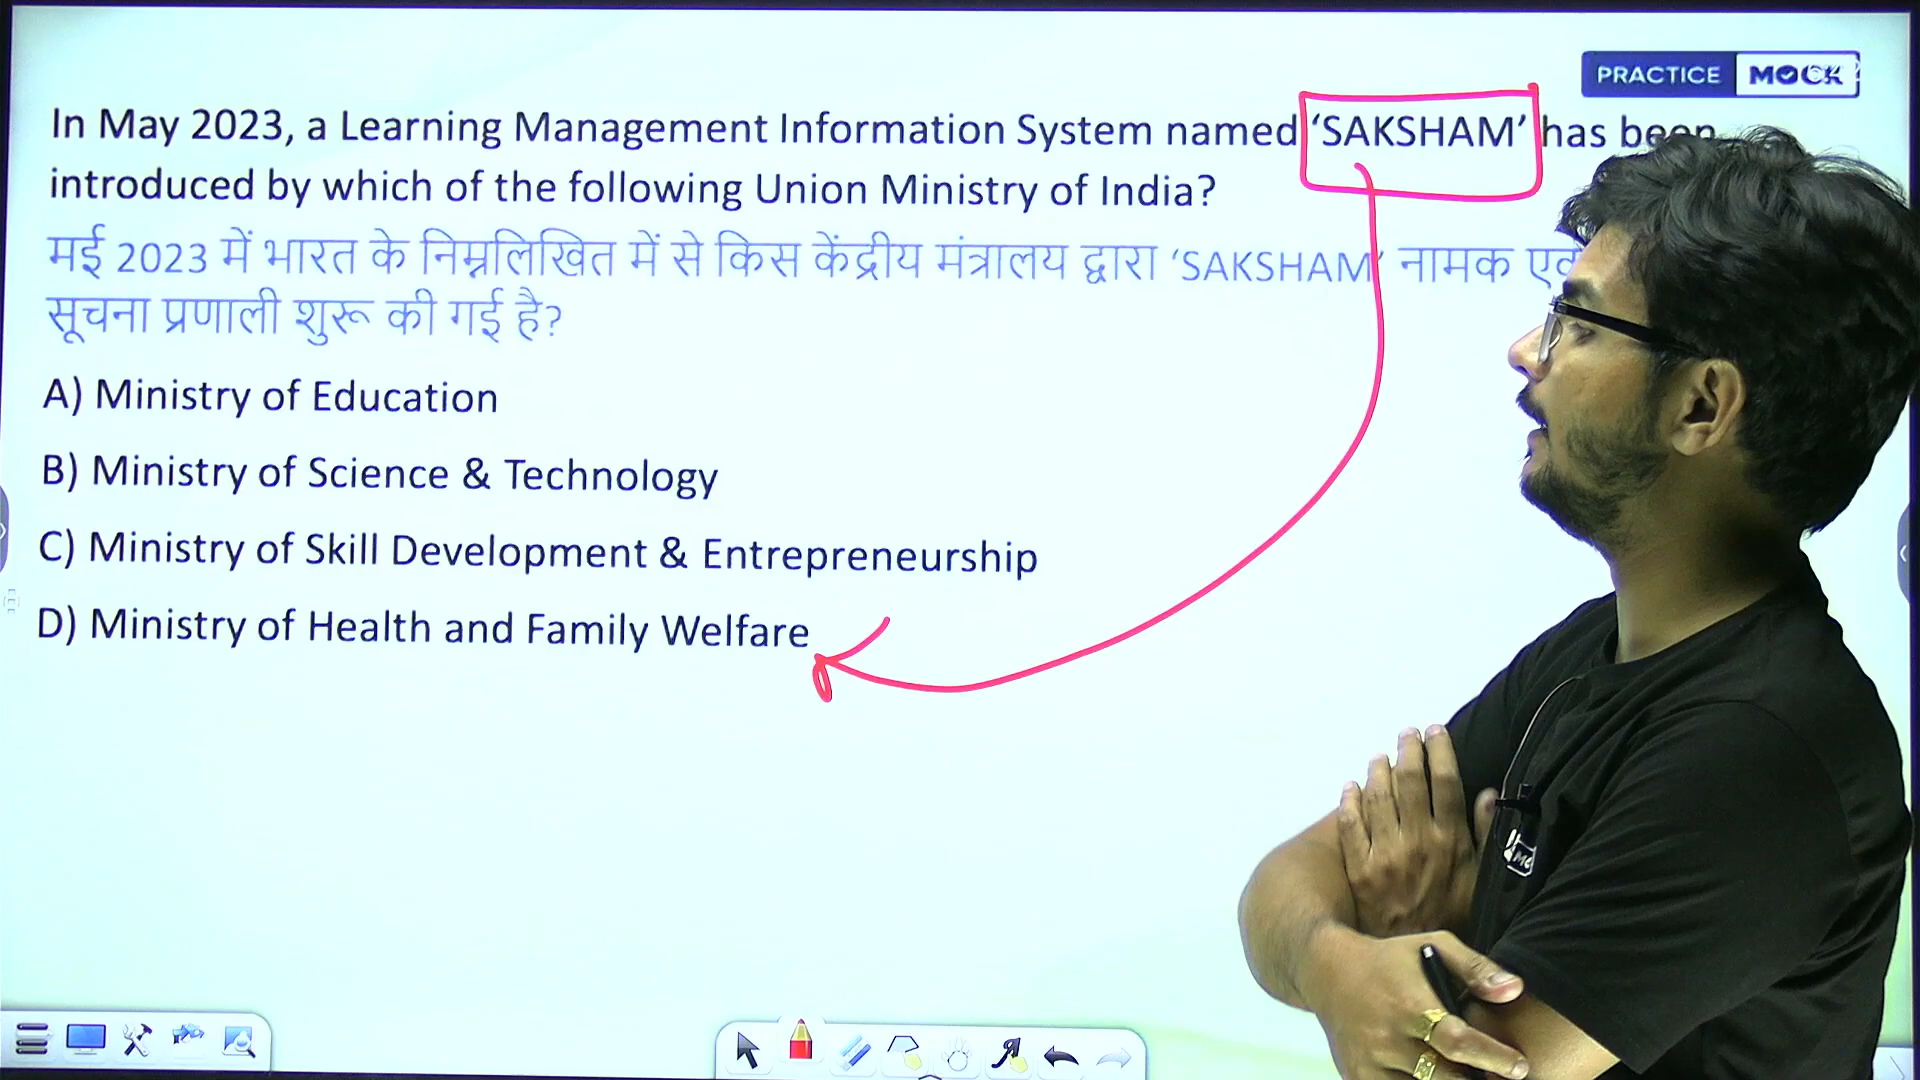 PRACTICE MOCK
In May 2023, a Learning Management Information System named ‘SAKSHAM’ has been
introduced by which of the following Union Ministry of India?
मई 2023 में भारत के निम्नलिखित में से किस केंद्रीय मंत्रालय द्वारा ‘SAKSHAM’ नामक
सूचना प्रणाली शुरू की गई है?
A) Ministry of Education
B) Ministry of Science & Technology
C) Ministry of Skill Development & Entrepreneurship
D) Ministry of Health and Family Welfare